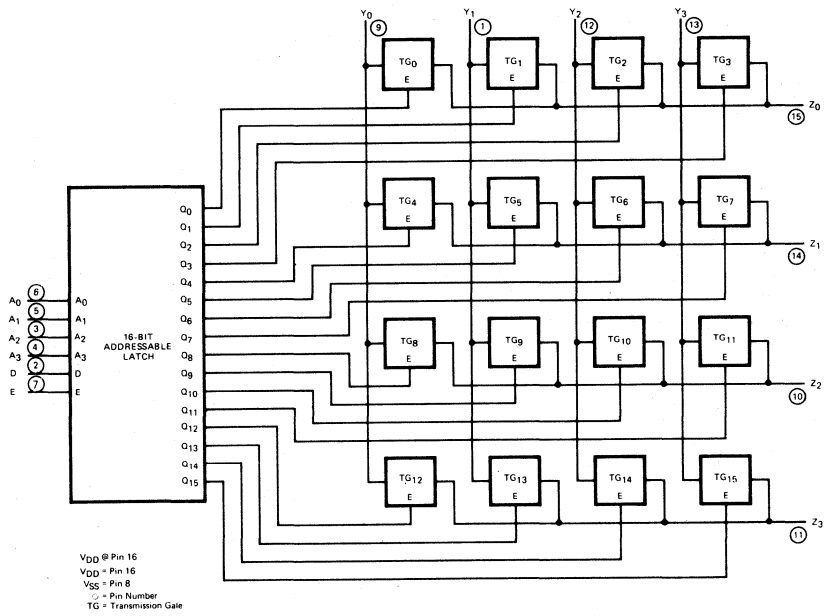 Y0 Y1 Y2 Y3
9 1 12 13
TG0 TG1 TG2 TG3
E E E E
Z0
15
Q0
Q1
Q2
Q3
Q4
Q5
Q6
Q7
Q8
Q9
Q10
Q11
Q12
Q13
Q14
Q15
TG4 TG5 TG6 TG7
E E E E
Z1
14
A0 6 A0
A1 5 A1
A2 3 A2
A3 4 A3
D 2 D
E 7 E
16-BIT
ADDRESSABLE
LATCH
TG8 TG9 TG10 TG11
E E E E
Z2
10
TG12 TG13 TG14 TG15
E E E E
Z3
11
VDD @ Pin 16
VDD = Pin 16
VSS = Pin 8
○ = Pin Number
TG = Transmission Gate